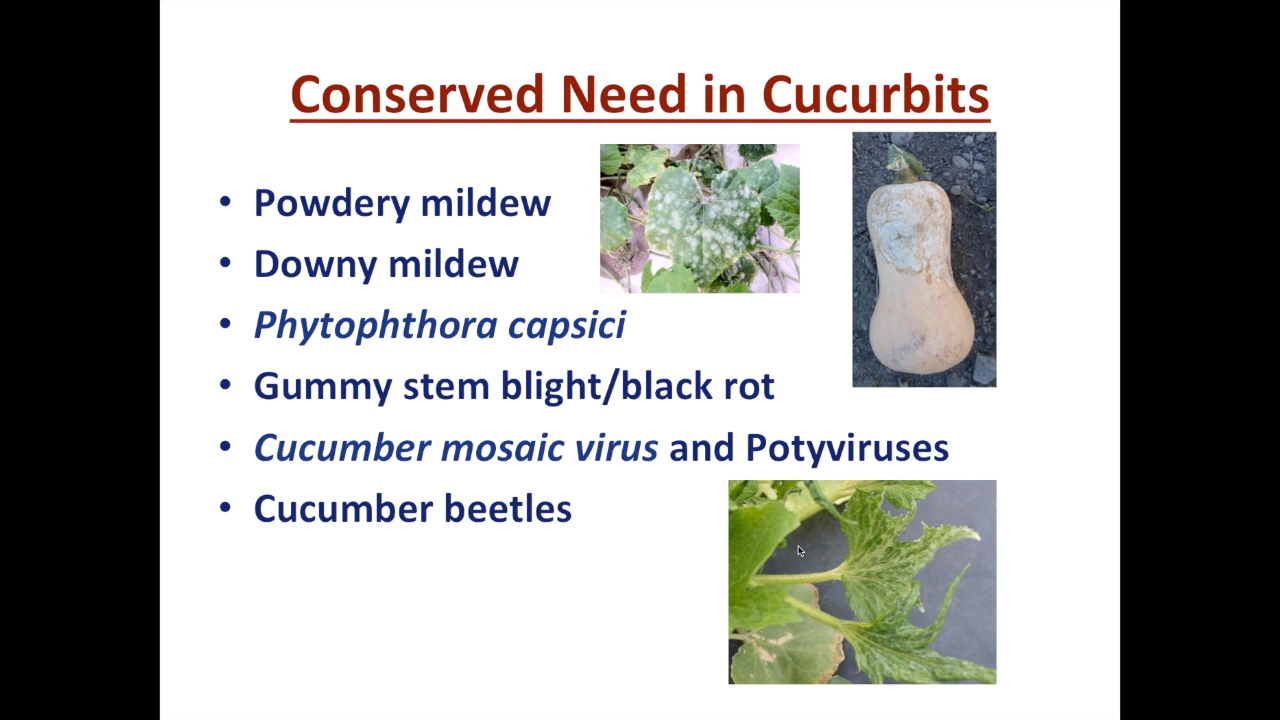 Conserved Need in Cucurbits
• Powdery mildew
• Downy mildew
• Phytophthora capsici
• Gummy stem blight/black rot
• Cucumber mosaic virus and Potyviruses
• Cucumber beetles